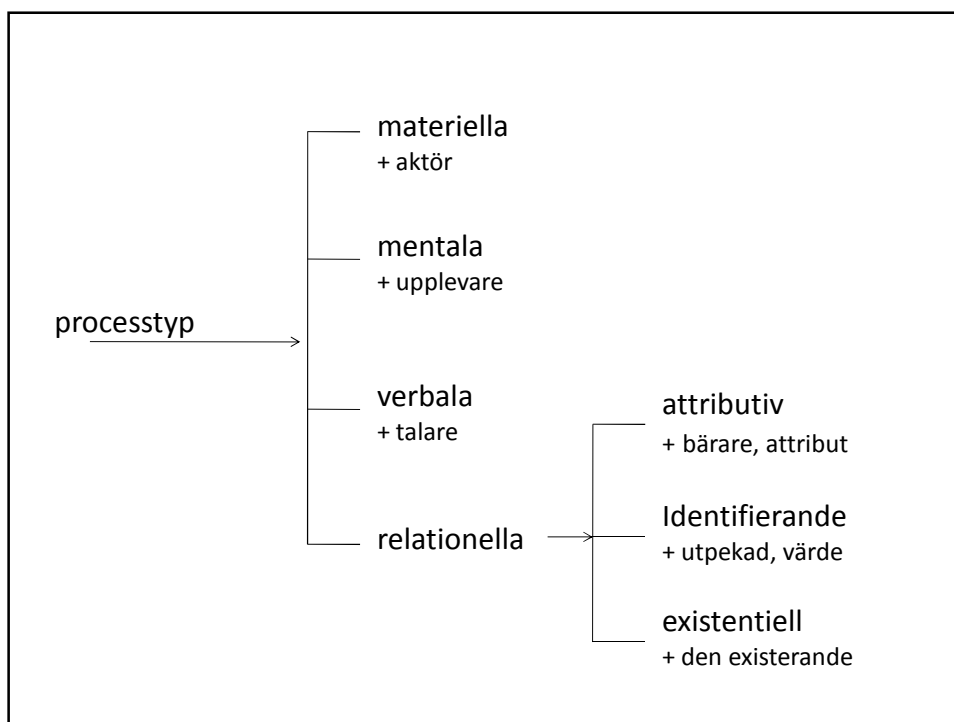 materiella
+ aktör
mentala
+ upplevare
processtyp
verbala
+ talare
relationella
attributiv
+ bärare, attribut
Identifierande
+ utpekad, värde
existentiell
+ den existerande